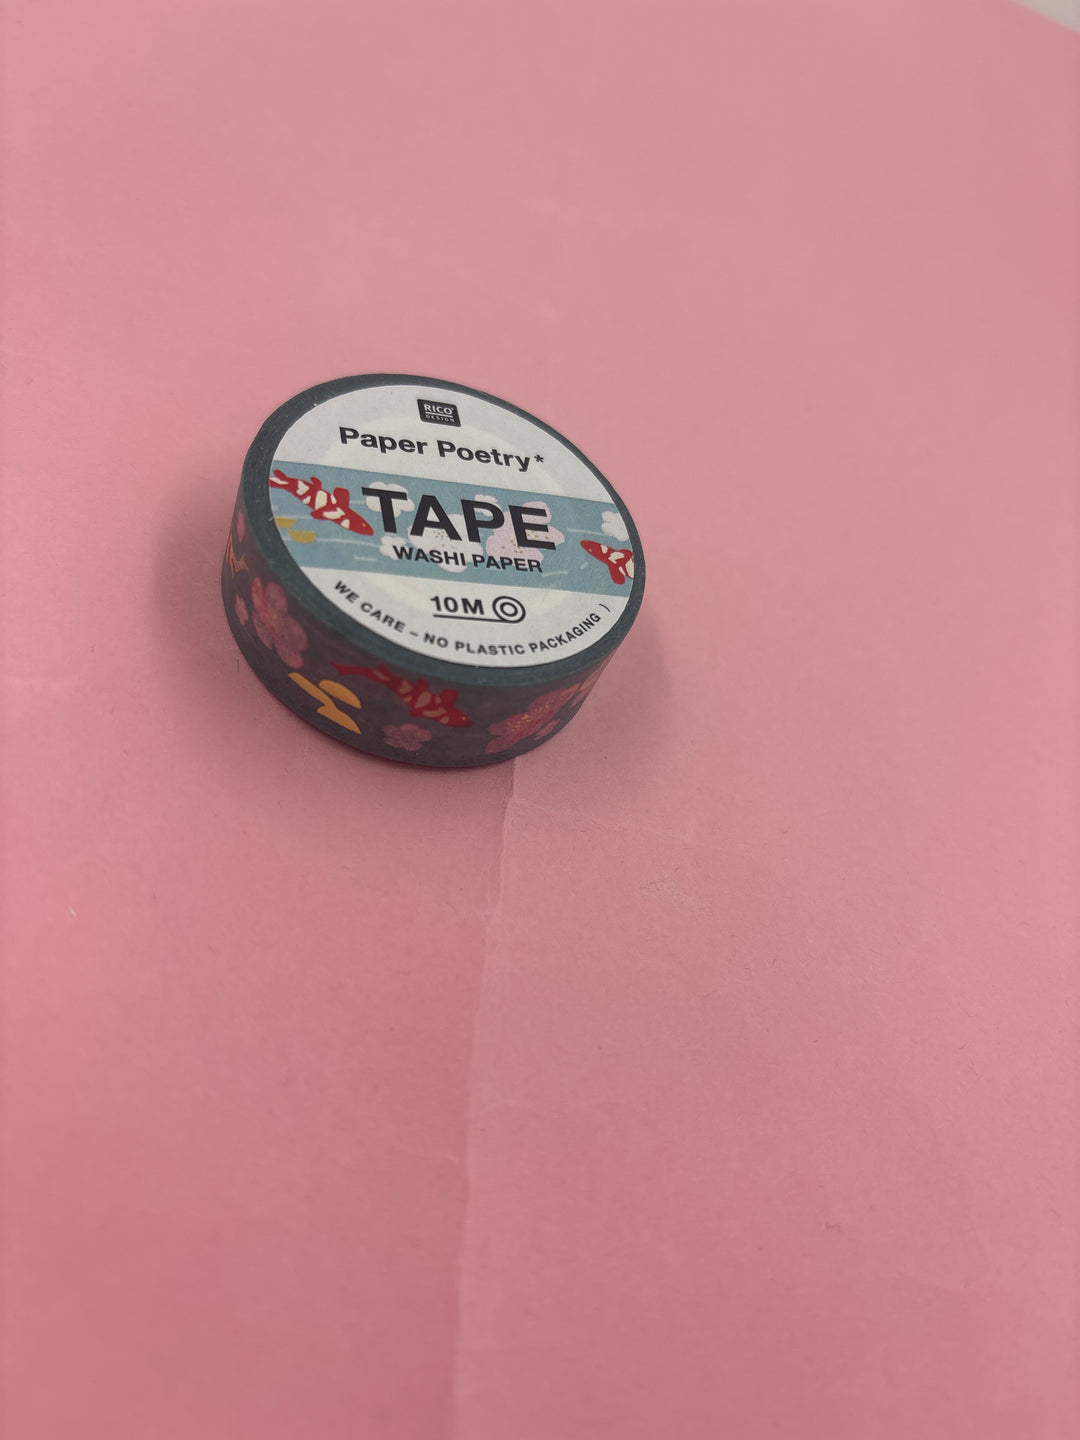 RICO
DESIGN
Paper Poetry*
TAPE
WASHI PAPER
10M
WE CARE – NO PLASTIC PACKAGING )